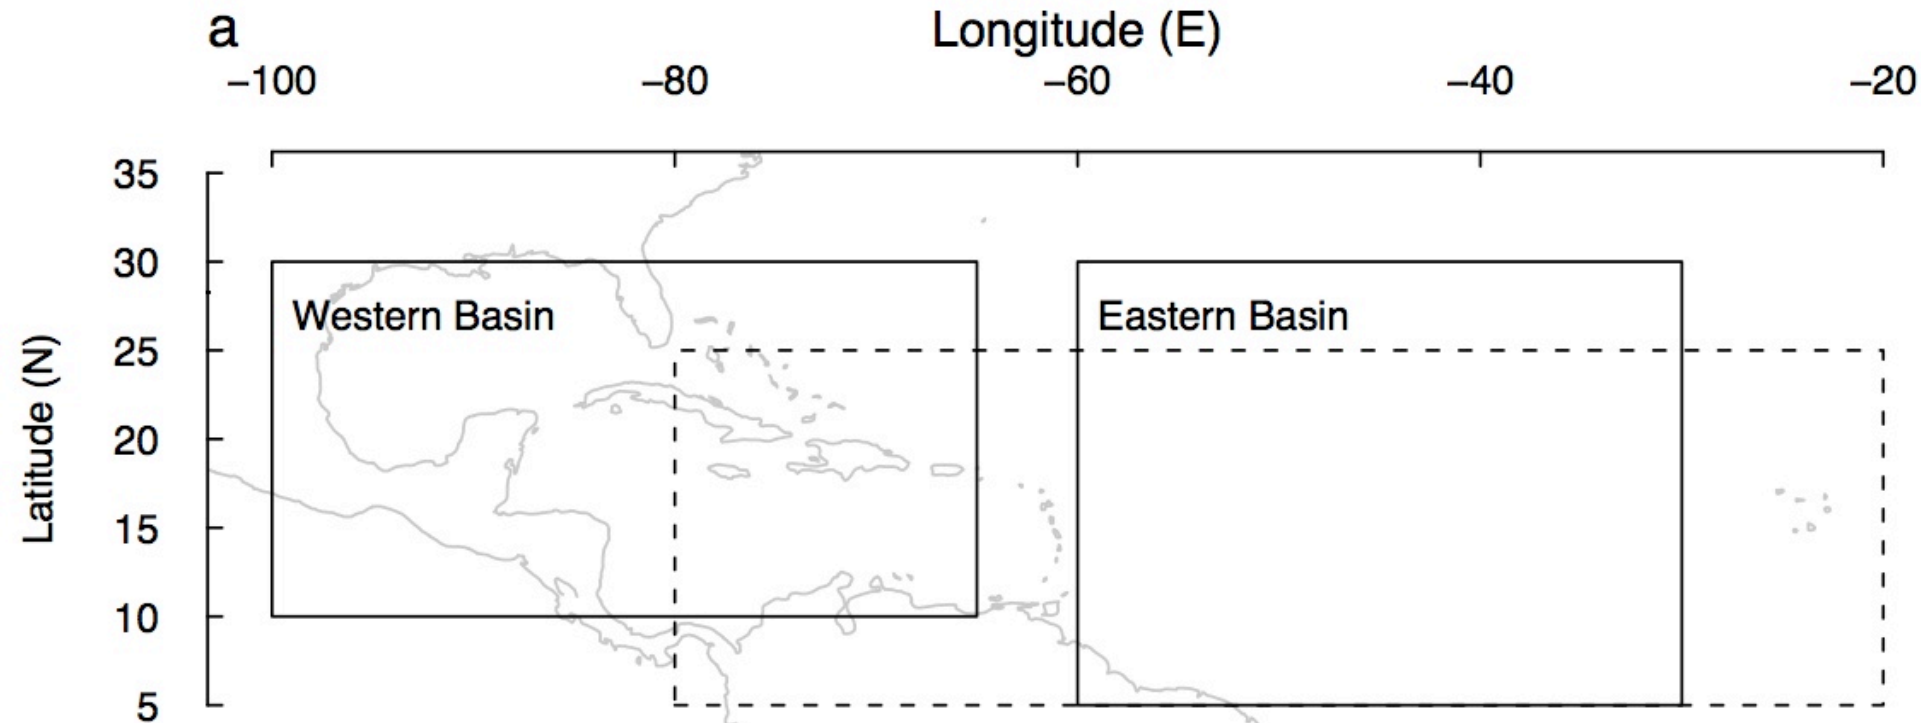 a
Longitude (E)
−100 −80 −60 −40 −20
35
30
25
20
15
10
5
Latitude (N)
Western Basin
Eastern Basin